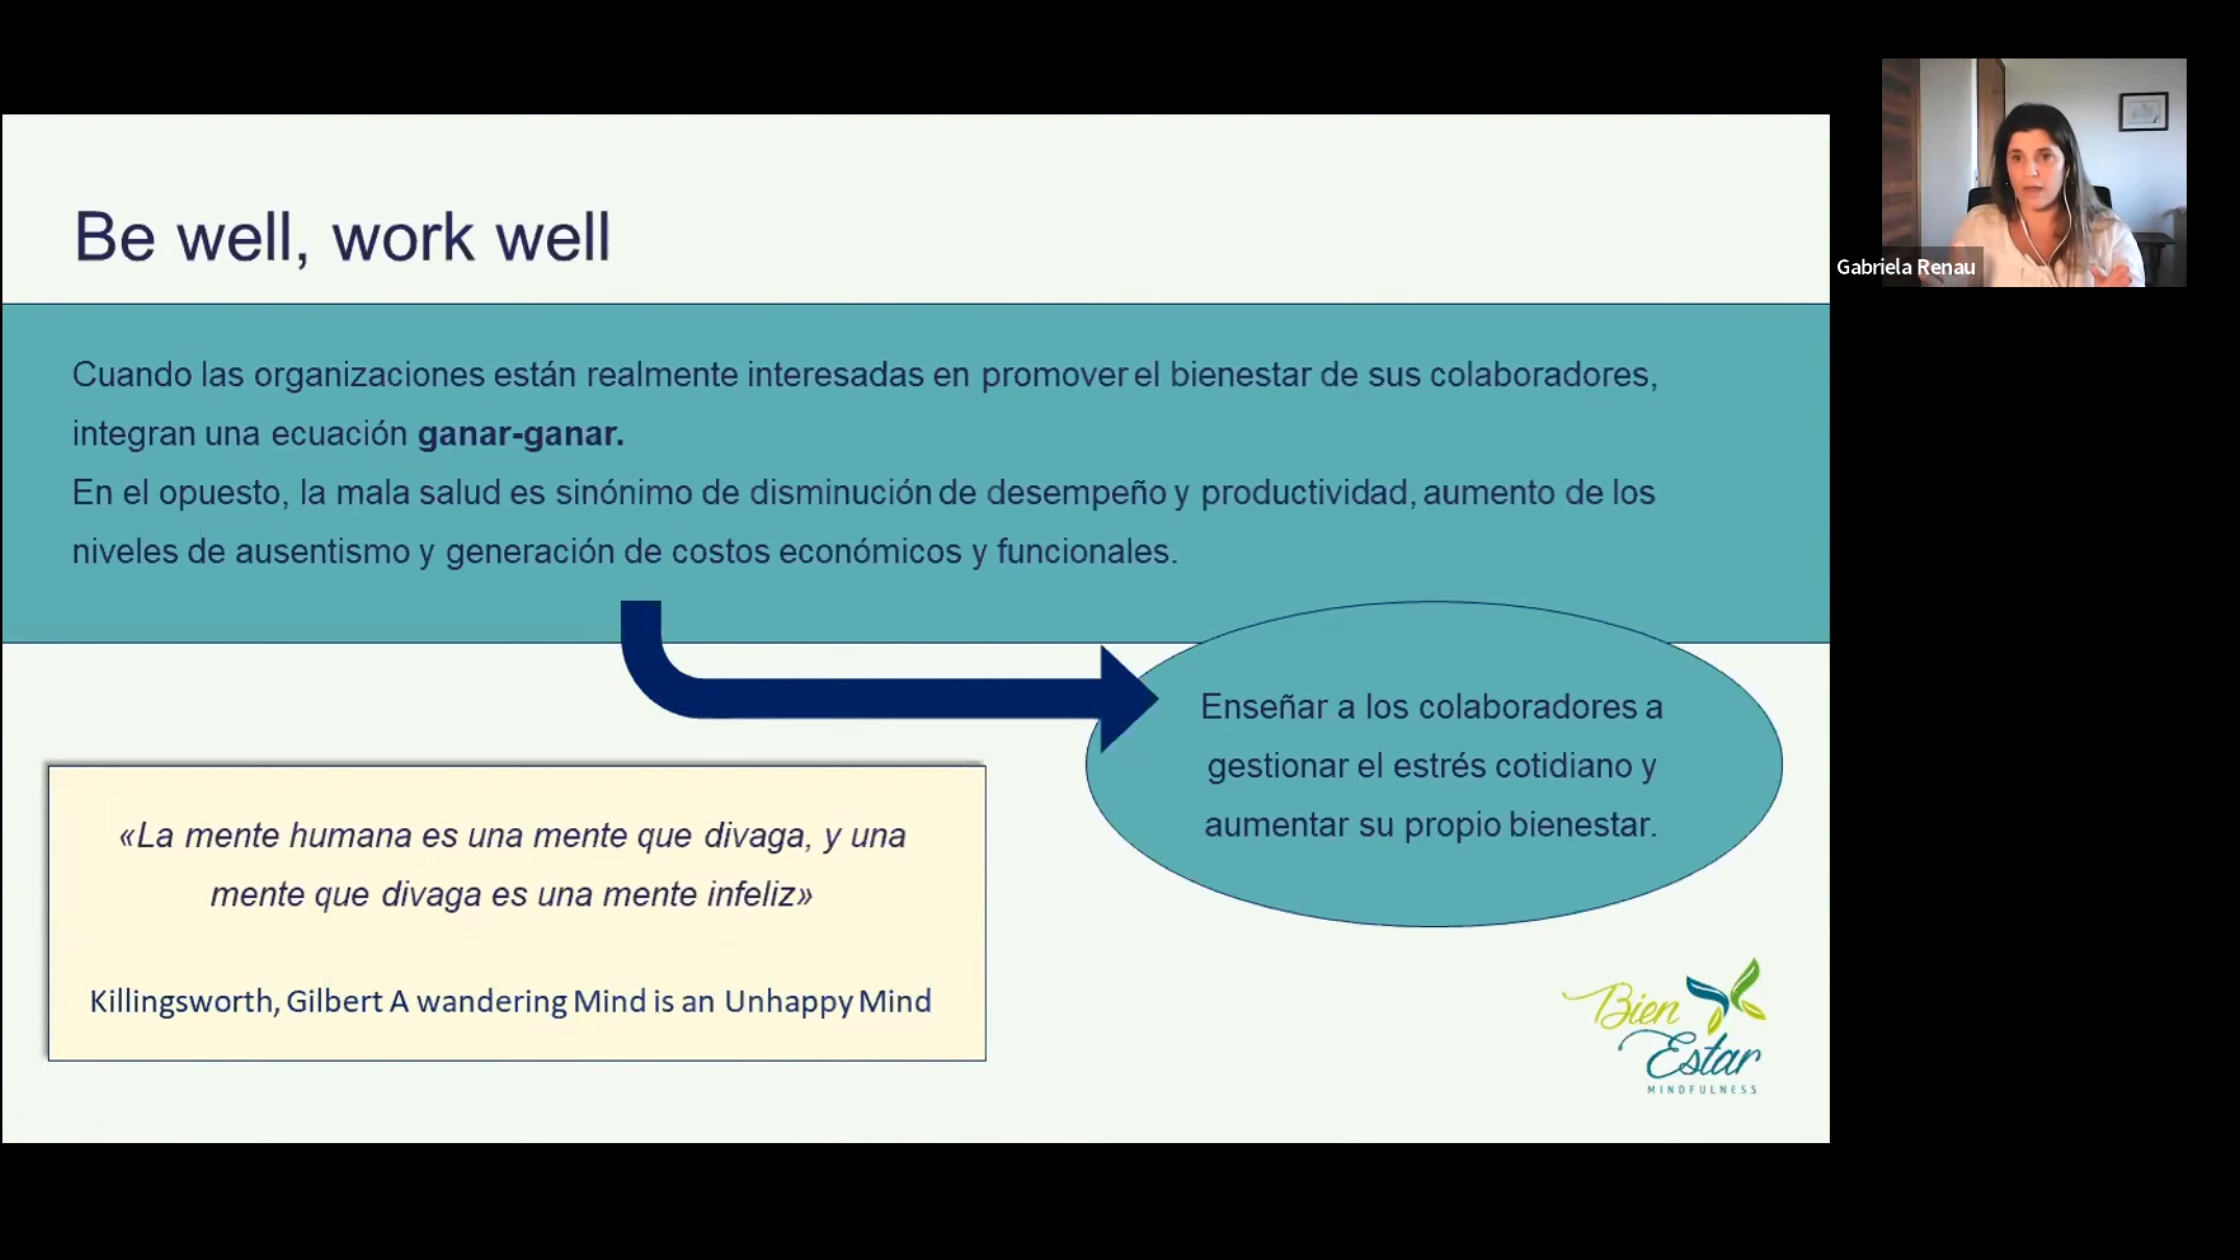 Be well, work well
Cuando las organizaciones están realmente interesadas en promover el bienestar de sus colaboradores,
integran una ecuación ganar-ganar.
En el opuesto, la mala salud es sinónimo de disminución de desempeño y productividad, aumento de los
niveles de ausentismo y generación de costos económicos y funcionales.
Enseñar a los colaboradores a
gestionar el estrés cotidiano y
aumentar su propio bienestar.
«La mente humana es una mente que divaga, y una
mente que divaga es una mente infeliz»
Killingsworth, Gilbert A wandering Mind is an Unhappy Mind
Bien
Estar
MINDFULNESS
Gabriela Renau